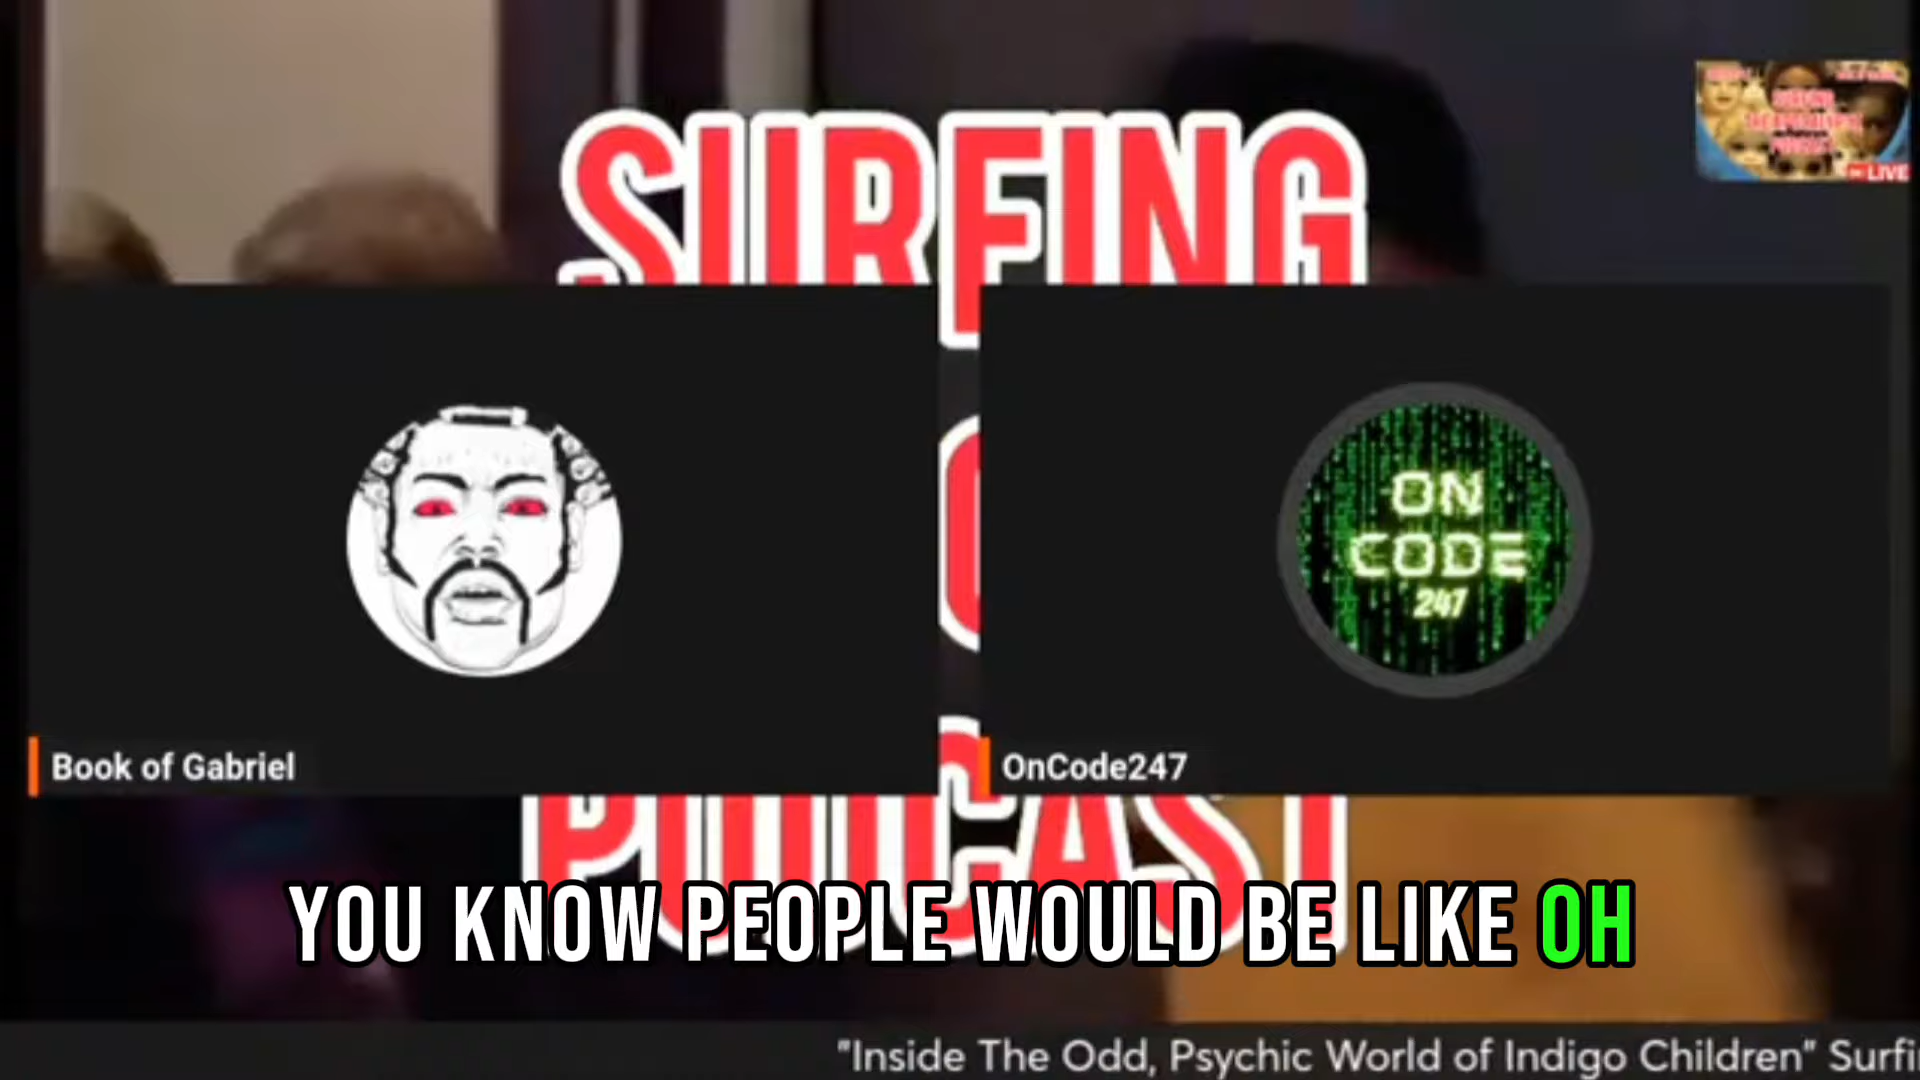 SURFING
LIVE
ON
CODE
247
Book of Gabriel
OnCode247
PODCAST
YOU KNOW PEOPLE WOULD BE LIKE OH
"Inside The Odd, Psychic World of Indigo Children" Surfi